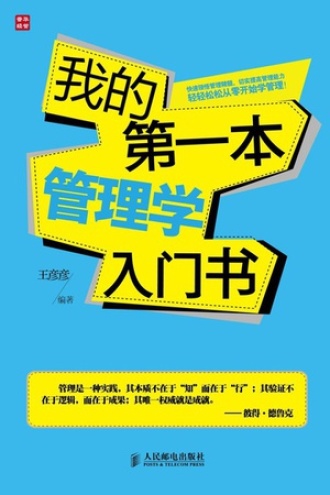 普华
经管
快速领悟管理精髓，切实提高管理能力
轻轻松松从零开始学管理！
我的
第一本
管理学
入门书
王彦彦
编著
管理是一种实践，其本质不在于“知”而在于“行”；其验证不
在于逻辑，而在成果；其唯一权威就是成就。
——彼得·德鲁克
人民邮电出版社
POSTS & TELECOM PRESS